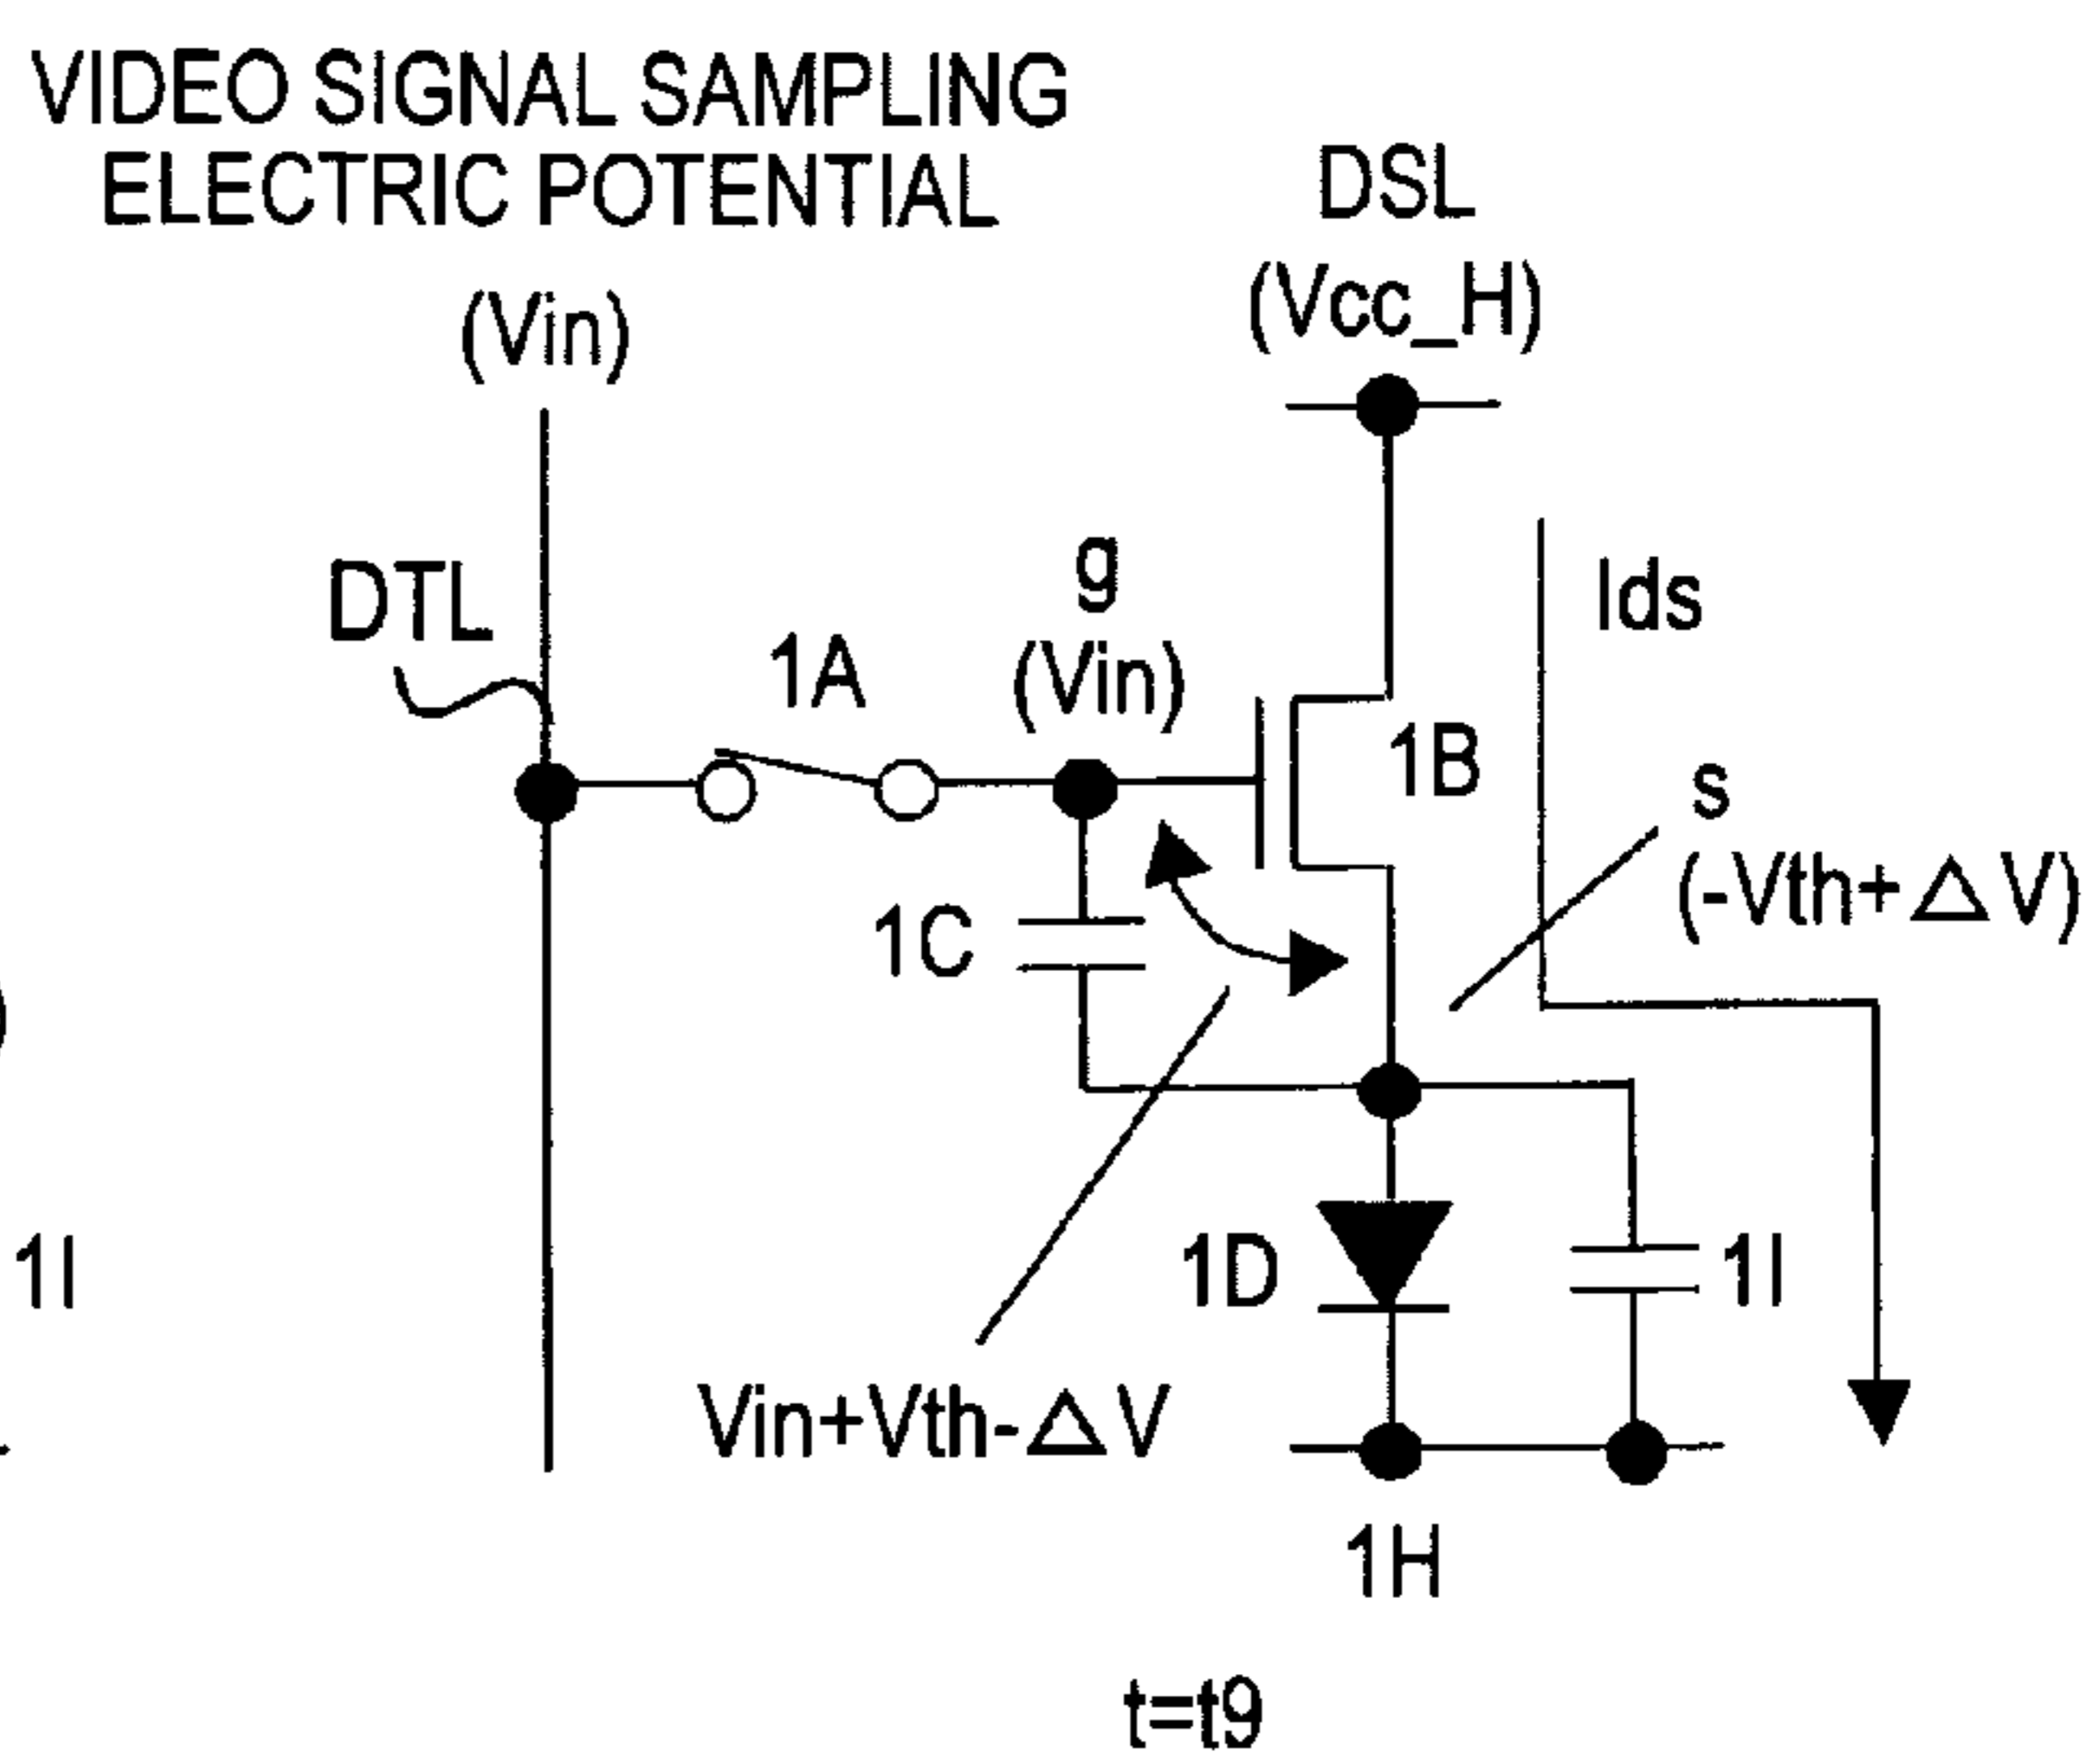 VIDEO SIGNAL SAMPLING
ELECTRIC POTENTIAL
(Vin)
DSL
(Vcc_H)
DTL
1A
g
(Vin)
1B
Ids
s
(-Vth+△V)
1C
1D
1I
1I
Vin+Vth-△V
1H
t=t9